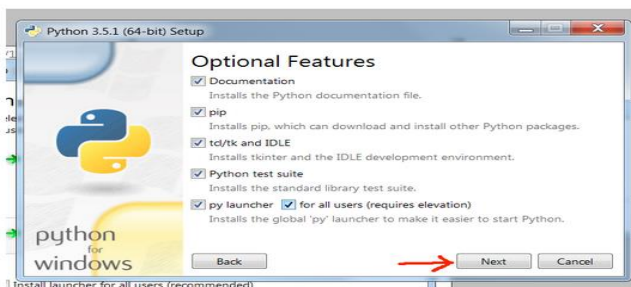 Python 3.5.1 (64-bit) Setup
Optional Features
Documentation
Installs the Python documentation file.
pip
Installs pip, which can download and install other Python packages.
tcl/tk and IDLE
Installs tkinter and the IDLE development environment.
Python test suite
Installs the standard library test suite.
py launcher for all users (requires elevation)
Installs the global 'py' launcher to make it easier to start Python.
python
for
windows
Back Next Cancel
Install launcher for all users (recommended)